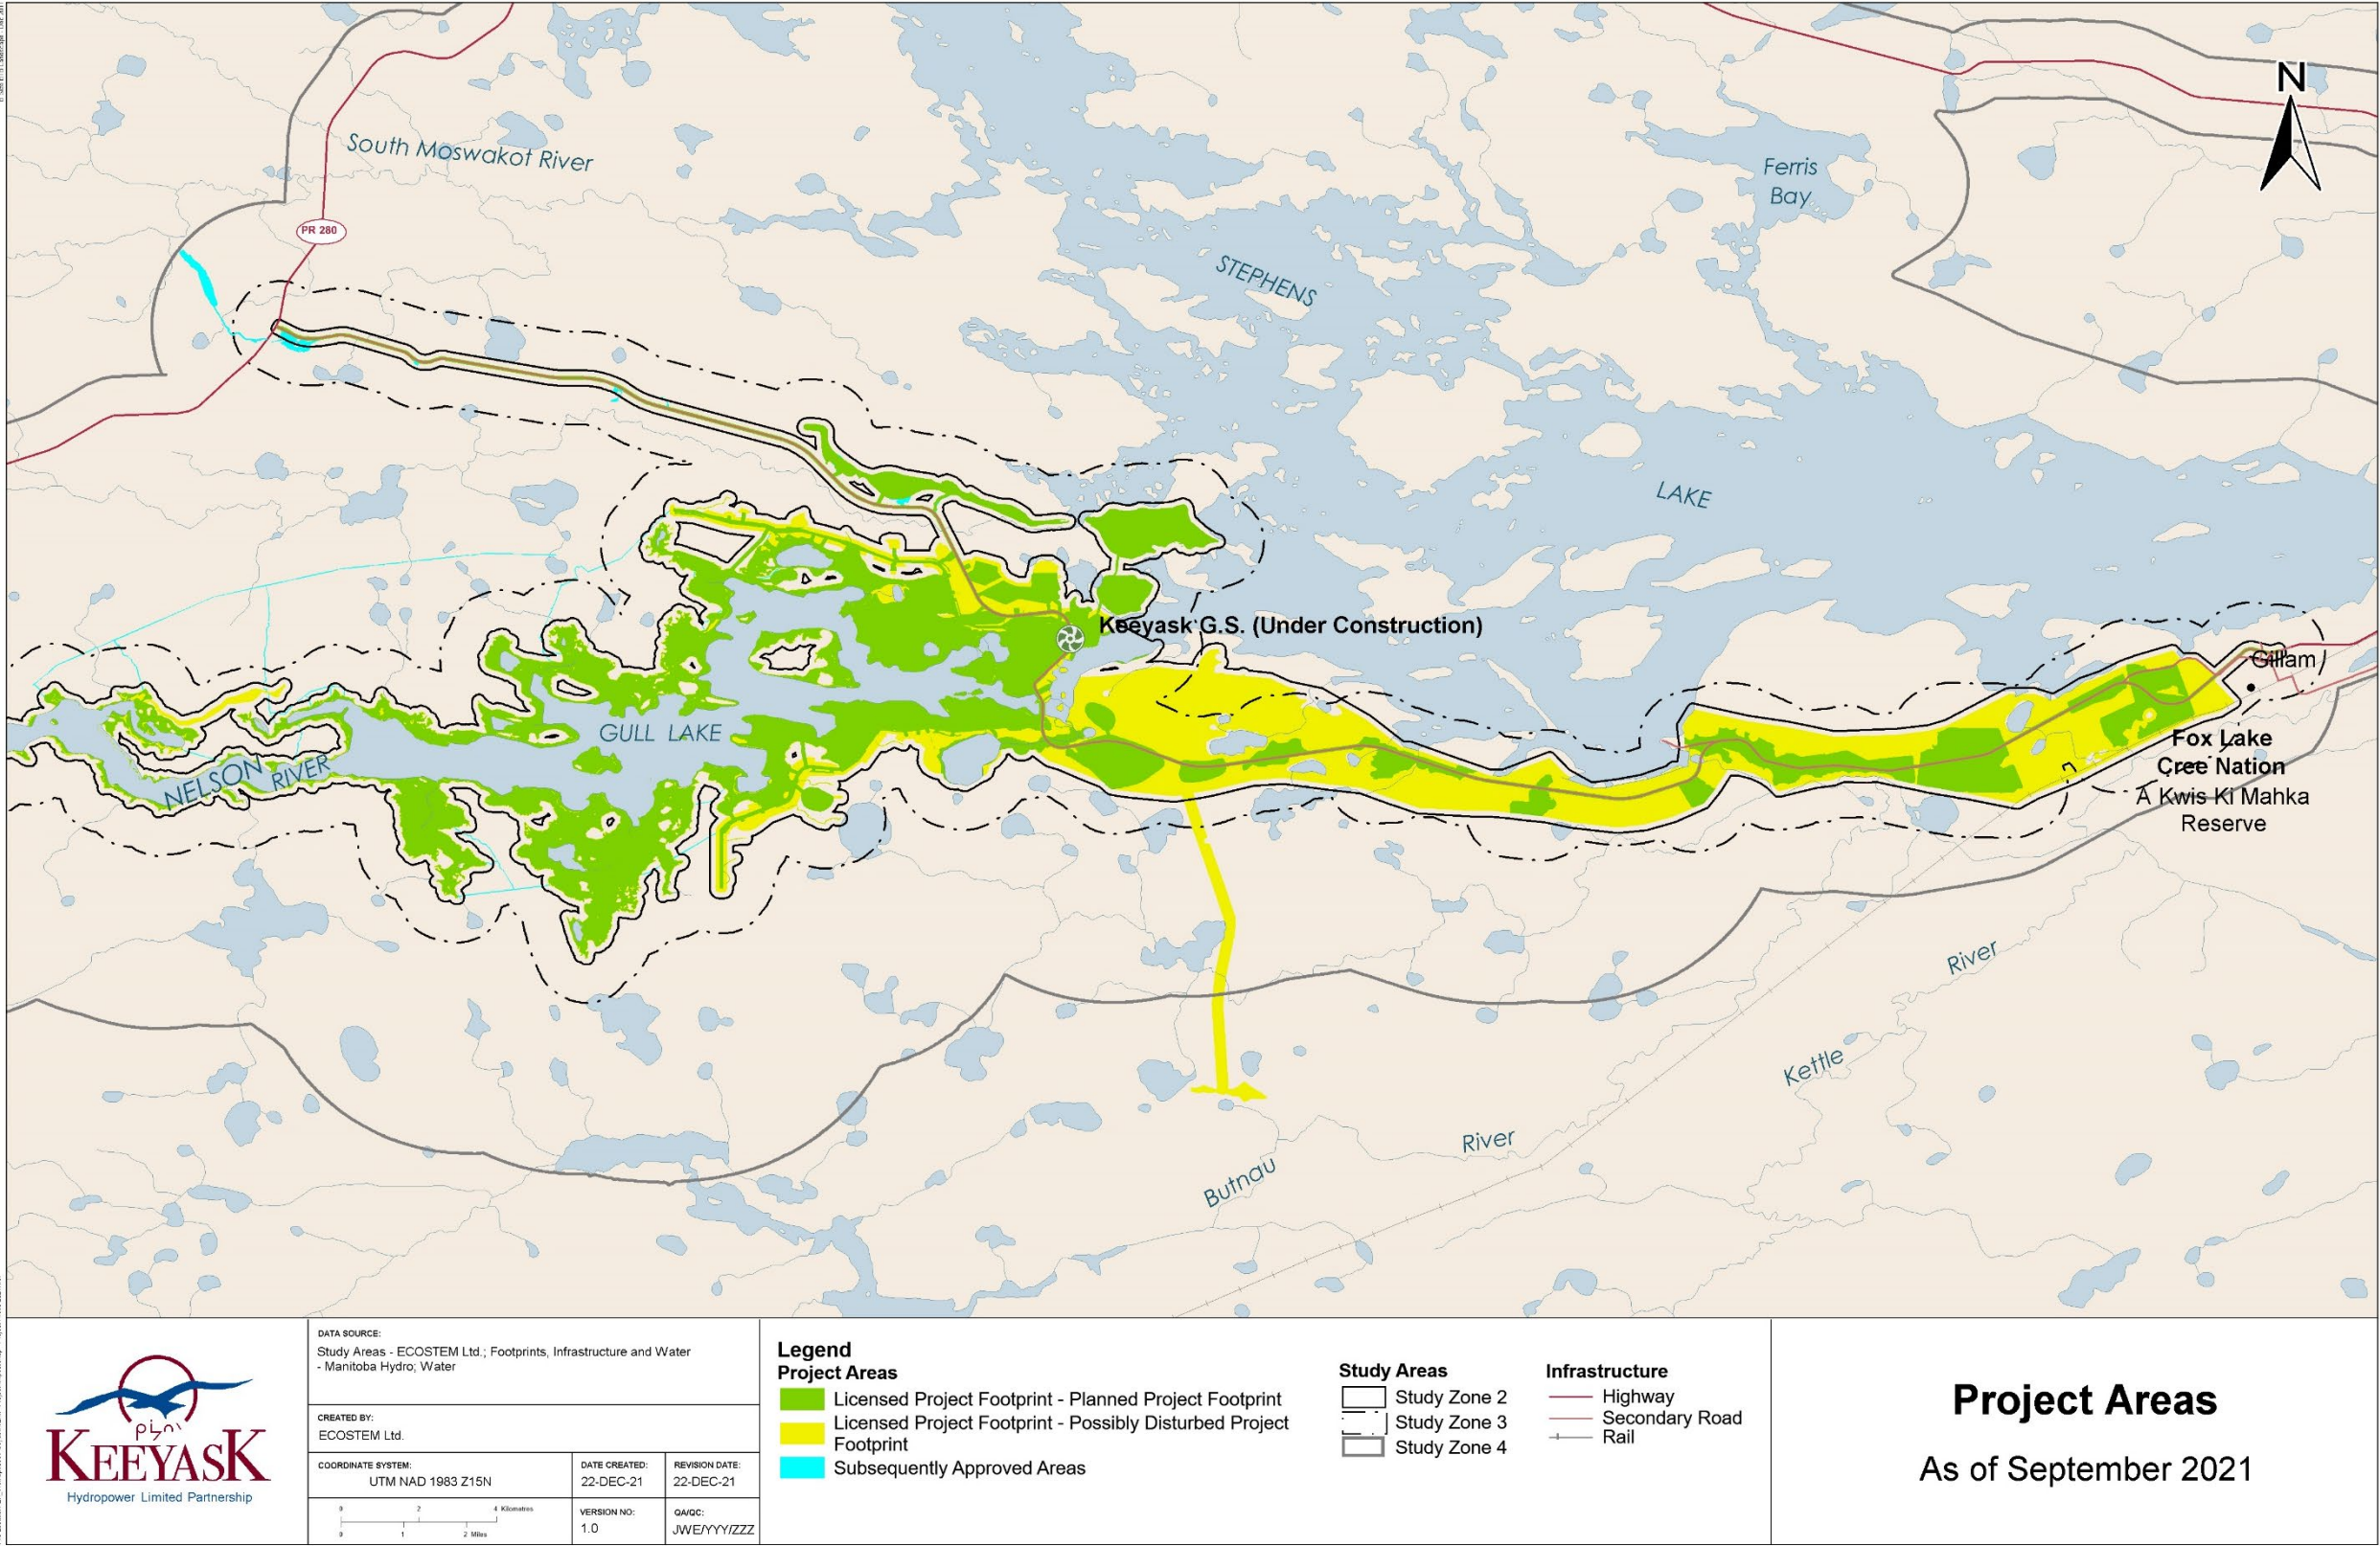 South Moswakot River
PR 280
N
Ferris
Bay
STEPHENS
LAKE
Keeyask G.S. (Under Construction)
Gillam
GULL LAKE
NELSON RIVER
Fox Lake
Cree Nation
A Kwis Ki Mahka
Reserve
River
Kettle
River
Butnau
KEEYASK
Hydropower Limited Partnership
DATA SOURCE:
Study Areas - ECOSTEM Ltd.; Footprints, Infrastructure and Water
- Manitoba Hydro; Water
CREATED BY:
ECOSTEM Ltd.
COORDINATE SYSTEM:
UTM NAD 1983 Z15N
DATE CREATED:
22-DEC-21
REVISION DATE:
22-DEC-21
0 2 4 Kilometres
0 1 2 Miles
VERSION NO:
1.0
QA/QC:
JWE/YYY/ZZZ
Legend
Project Areas
Licensed Project Footprint - Planned Project Footprint
Licensed Project Footprint - Possibly Disturbed Project
Footprint
Subsequently Approved Areas
Study Areas
Study Zone 2
Study Zone 3
Study Zone 4
Infrastructure
Highway
Secondary Road
Rail
Project Areas
As of September 2021